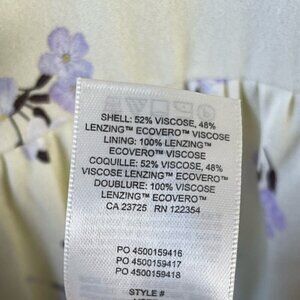 SHELL: 52% VISCOSE, 48%
LENZING™ ECOVERO™ VISCOSE
LINING: 100% LENZING™
ECOVERO™ VISCOSE
COQUILLE: 52% VISCOSE, 48%
VISCOSE LENZING™ ECOVERO™
DOUBLURE: 100% VISCOSE
LENZING™ ECOVERO™
CA 23725 RN 122354
PO 4500159416
PO 4500159417
PO 4500159418
STYLE #